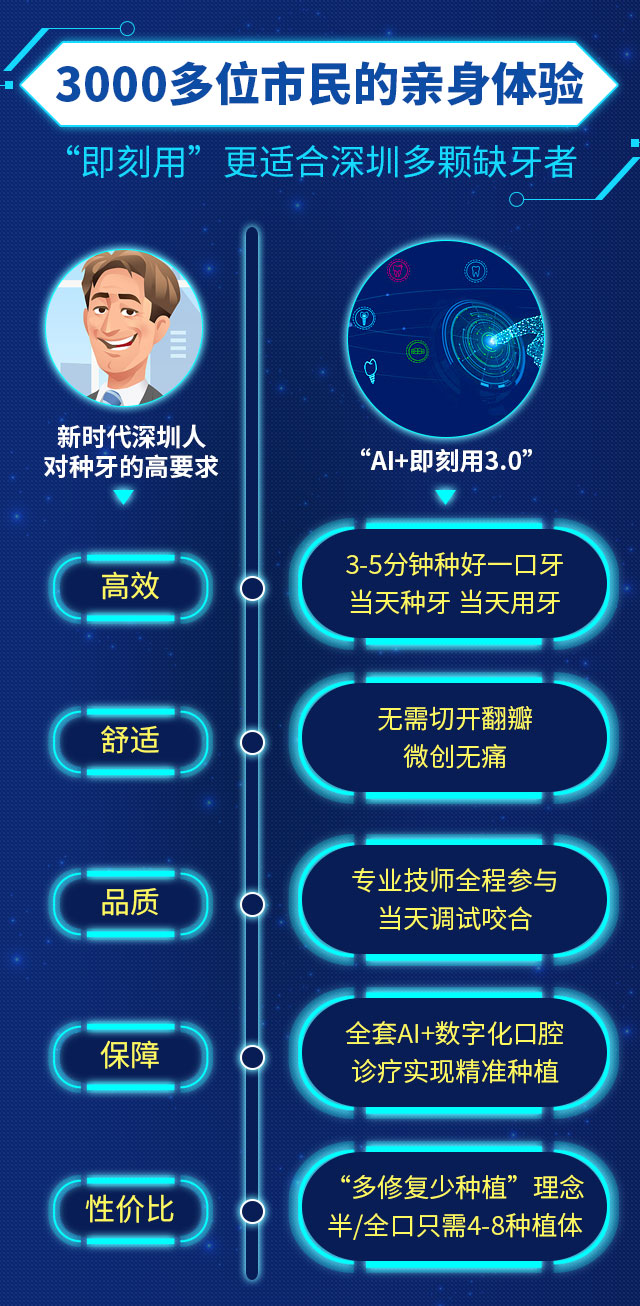 3000多位市民的亲身体验
“即刻用”更适合深圳多颗缺牙者
新时代深圳人
对种牙的高要求
“AI+即刻用3.0”
高效
3-5分钟种好一口牙
当天种牙 当天用牙
舒适
无需切开翻瓣
微创无痛
品质
专业技师全程参与
当天调试咬合
保障
全套AI+数字化口腔
诊疗实现精准种植
性价比
“多修复少种植”理念
半/全口只需4-8种植体